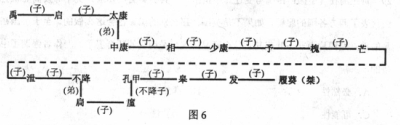 禹 (子) 启 (子) 太康
(弟)
中康 (子) 相 (子) 少康 (子) 予 (子) 槐 (子) 芒
(子) 泄 (子) 不降 孔甲 (子) 皋 (子) 发 (子) 履葵(桀)
(弟) (不降子)
扃 (子) 廑
图6